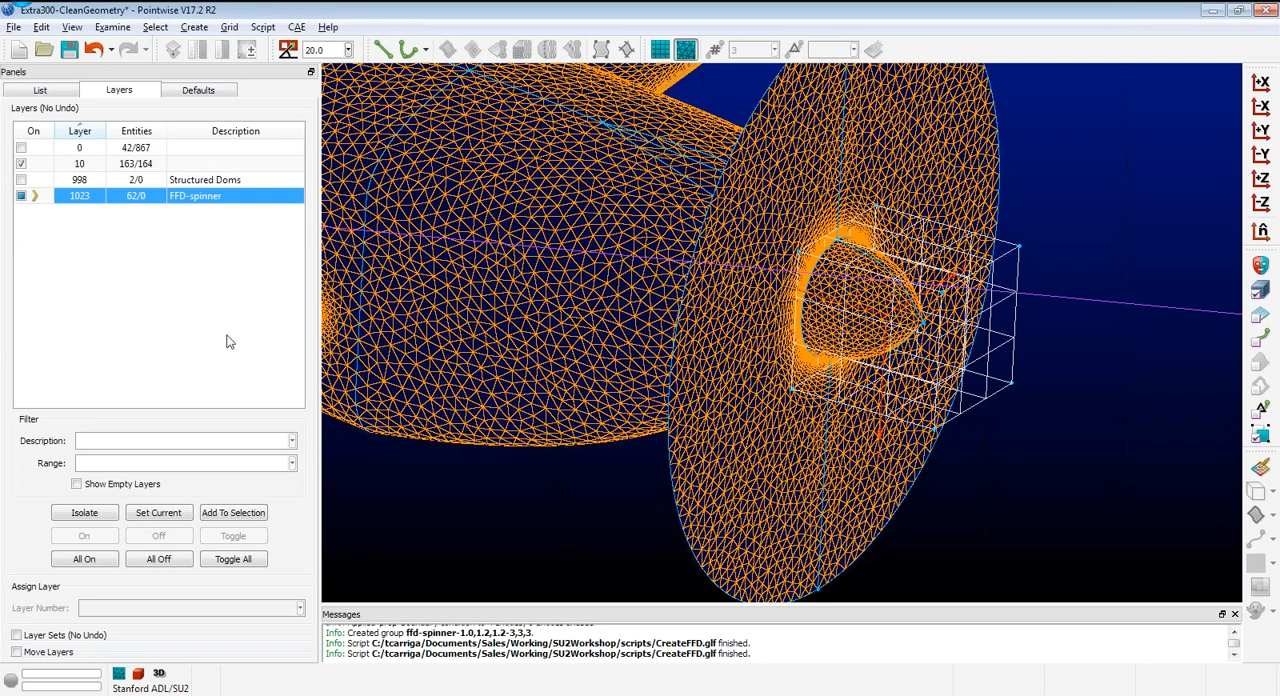 Extra300-CleanGeometry* - Pointwise V17.2 R2
File Edit View Examine Select Create Grid Script CAE Help
20.0
3
Panels
List Layers Defaults
Layers (No Undo)
On Layer Entities Description
0 42/867
10 163/164
998 2/0 Structured Doms
1023 62/0 FFD-spinner
Filter
Description:
Range:
Show Empty Layers
Isolate Set Current Add To Selection
On Off Toggle
All On All Off Toggle All
Assign Layer
Layer Number:
Layer Sets (No Undo)
Move Layers
3D
Stanford ADL/SU2
+X
-X
+Y
-Y
+Z
-Z
n̂
Messages
Info: Created group ffd-spinner-1.0,1.2,1.2-3,3,3.
Info: Script C:/tcarriga/Documents/Sales/Working/SU2Workshop/scripts/CreateFFD.glf finished.
Info: Script C:/tcarriga/Documents/Sales/Working/SU2Workshop/scripts/CreateFFD.glf finished.